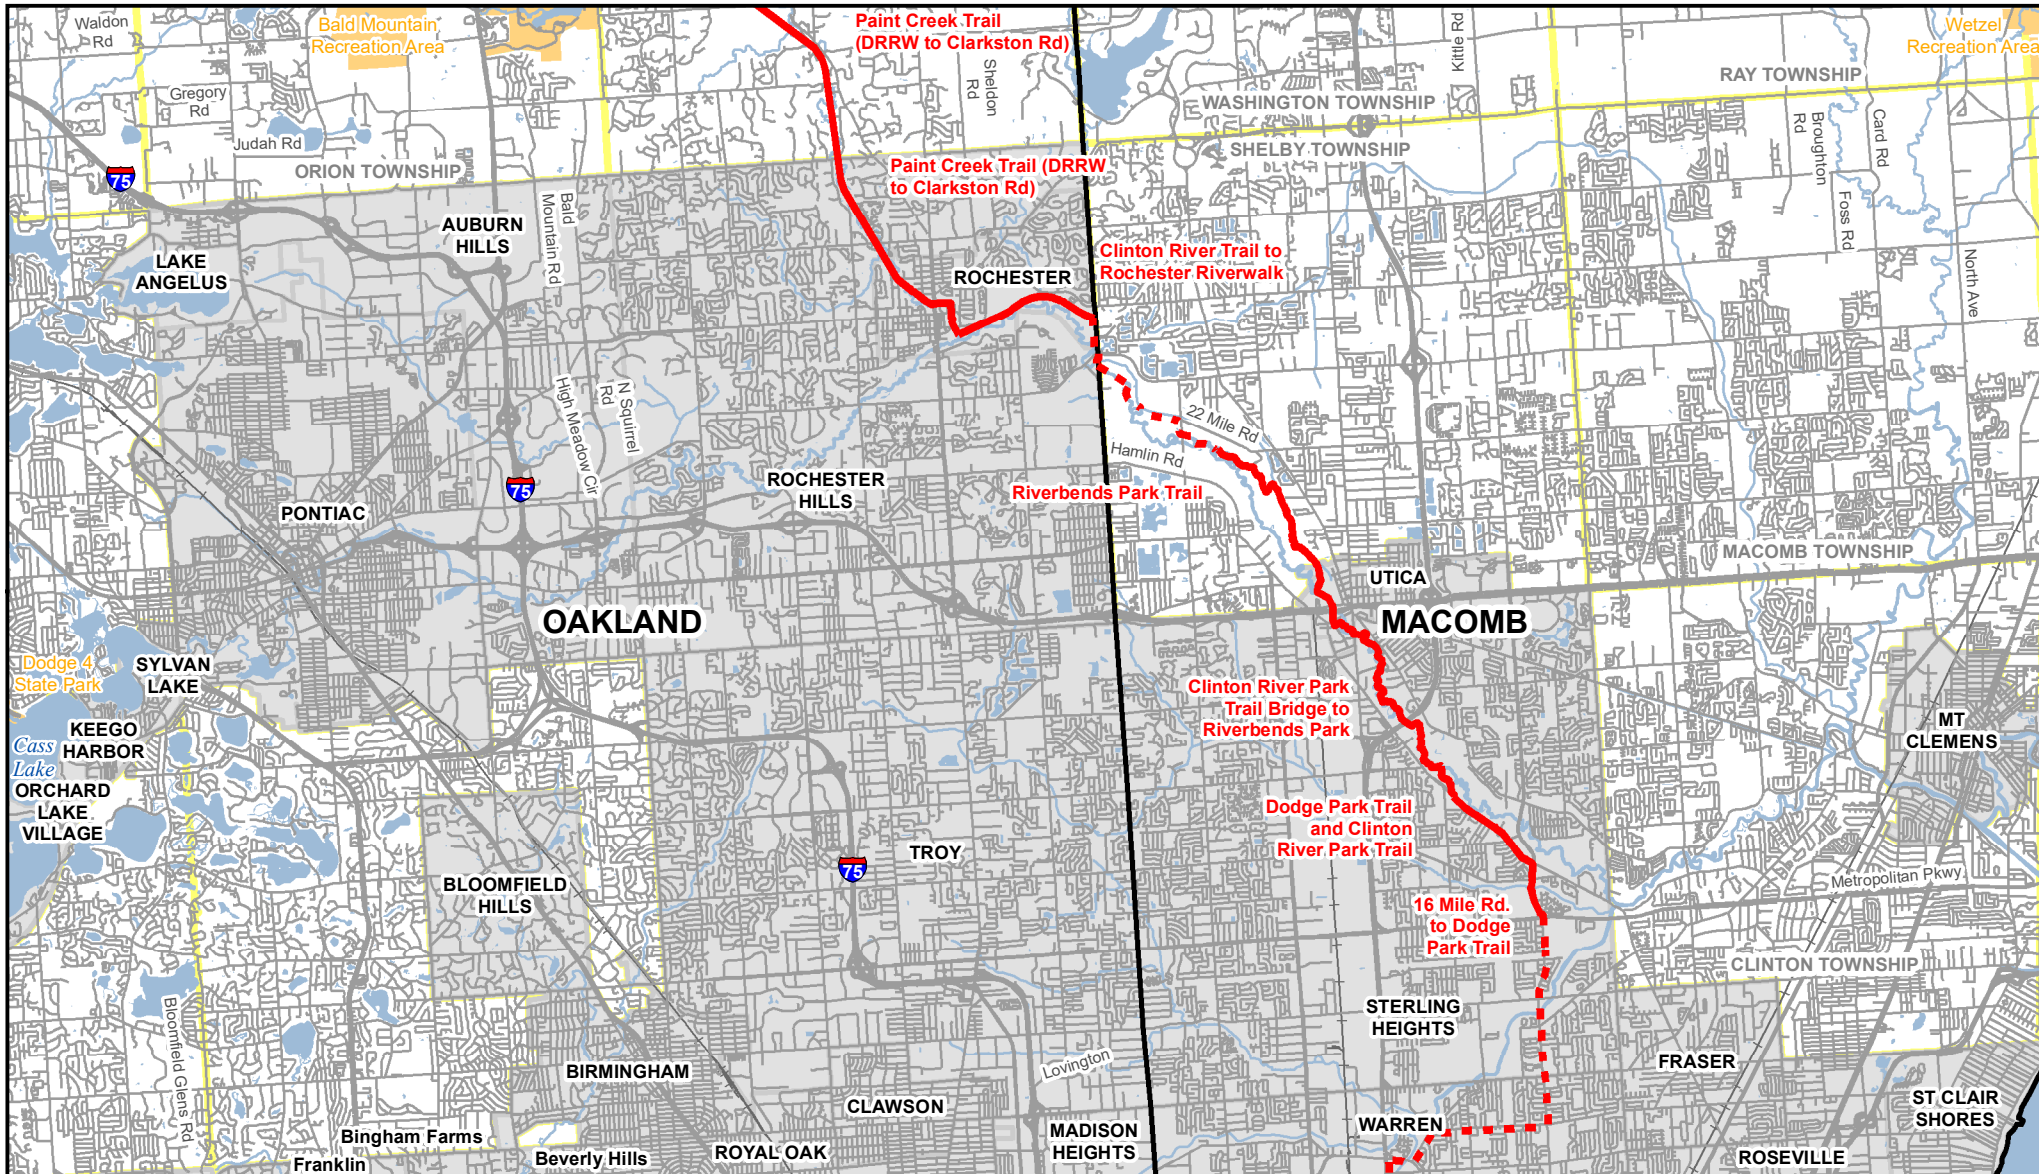 Waldon
Rd
Bald Mountain
Recreation Area
Paint Creek Trail
(DRRW to Clarkston Rd)
Kittle Rd
Wetzel
Recreation Area
Gregory
Rd
Sheldon
Rd
RAY TOWNSHIP
WASHINGTON TOWNSHIP
Judah Rd
SHELBY TOWNSHIP
Broughton
Rd
Card Rd
ORION TOWNSHIP
75
Paint Creek Trail (DRRW
to Clarkston Rd)
Bald
Mountain Rd
Foss Rd
AUBURN
HILLS
LAKE
ANGELUS
ROCHESTER
Clinton River Trail to
Rochester Riverwalk
North Ave
High Meadow Cir
N Squirrel
Rd
22 Mile Rd
Hamlin Rd
75
ROCHESTER
HILLS
Riverbends Park Trail
PONTIAC
MACOMB TOWNSHIP
UTICA
OAKLAND
MACOMB
Dodge 4
State Park
SYLVAN
LAKE
Clinton River Park
Trail Bridge to
Riverbends Park
KEEGO
HARBOR
MT
CLEMENS
Cass
Lake
ORCHARD
LAKE
VILLAGE
Dodge Park Trail
and Clinton
River Park Trail
TROY
75
BLOOMFIELD
HILLS
Metropolitan Pkwy
16 Mile Rd.
to Dodge
Park Trail
CLINTON TOWNSHIP
Bloomfield Glens Rd
STERLING
HEIGHTS
Lovington
FRASER
BIRMINGHAM
CLAWSON
ST CLAIR
SHORES
WARREN
MADISON
HEIGHTS
Bingham Farms
Franklin
Beverly Hills
ROYAL OAK
ROSEVILLE